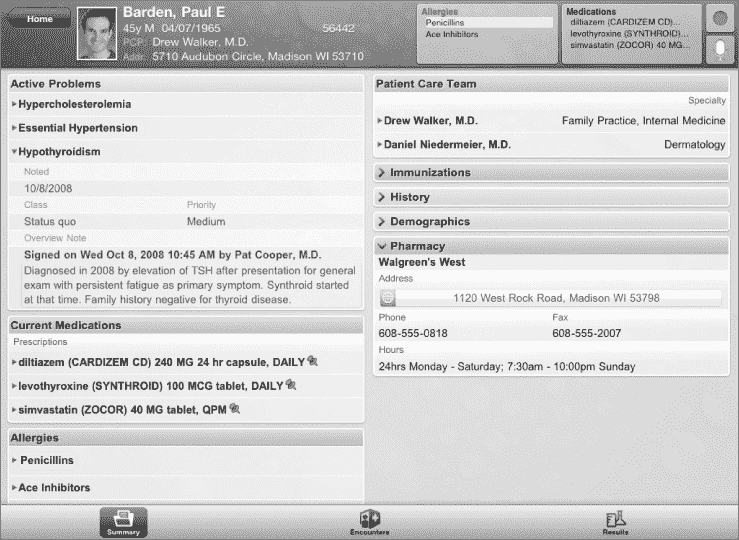 Home
Barden, Paul E
45y M 04/07/1965 56442
PCP: Drew Walker, M.D.
Addr: 5710 Audubon Circle, Madison WI 53710
Allergies
Penicillins
Ace Inhibitors
Medications
diltiazem (CARDIZEM CD)...
levothyroxine (SYNTHROID)...
simvastatin (ZOCOR) 40 MG...
Active Problems
Hypercholesterolemia
Essential Hypertension
Hypothyroidism
Noted
10/8/2008
Class Priority
Status quo Medium
Overview Note
Signed on Wed Oct 8, 2008 10:45 AM by Pat Cooper, M.D.
Diagnosed in 2008 by elevation of TSH after presentation for general
exam with persistent fatigue as primary symptom. Synthroid started
at that time. Family history negative for thyroid disease.
Current Medications
Prescriptions
diltiazem (CARDIZEM CD) 240 MG 24 hr capsule, DAILY
levothyroxine (SYNTHROID) 100 MCG tablet, DAILY
simvastatin (ZOCOR) 40 MG tablet, QPM
Allergies
Penicillins
Ace Inhibitors
Patient Care Team
Specialty
Drew Walker, M.D. Family Practice, Internal Medicine
Daniel Niedermeier, M.D. Dermatology
Immunizations
History
Demographics
Pharmacy
Walgreen's West
Address
1120 West Rock Road, Madison WI 53798
Phone Fax
608-555-0818 608-555-2007
Hours
24hrs Monday - Saturday; 7:30am - 10:00pm Sunday
Summary
Encounters
Results